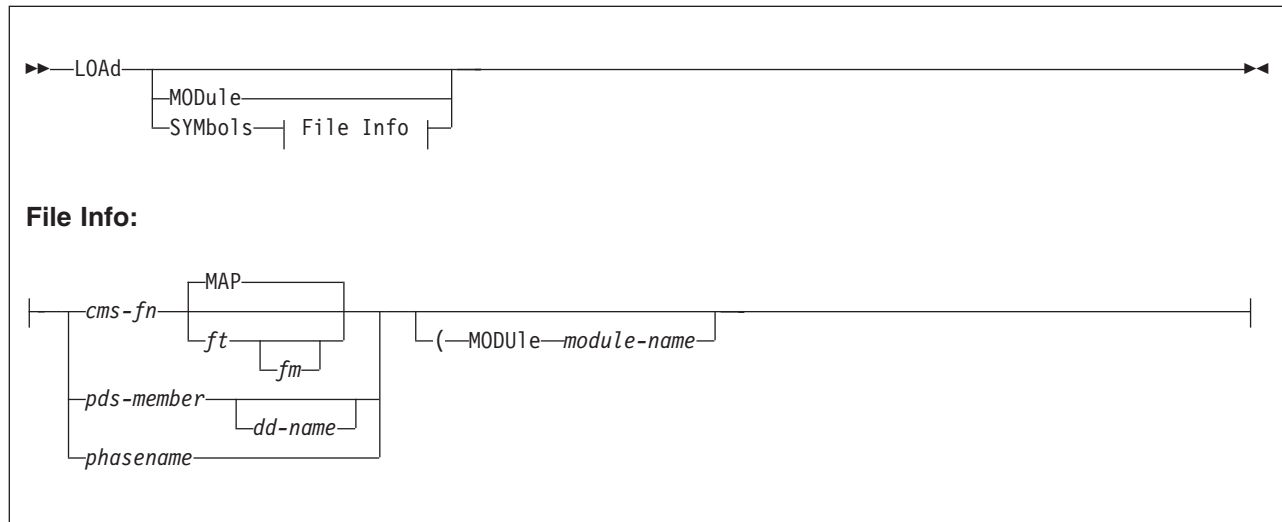 LOAd
MODule
SYMbols File Info
File Info:
MAP
cms-fn
ft
fm
( MODUle module-name
pds-member
dd-name
phasename